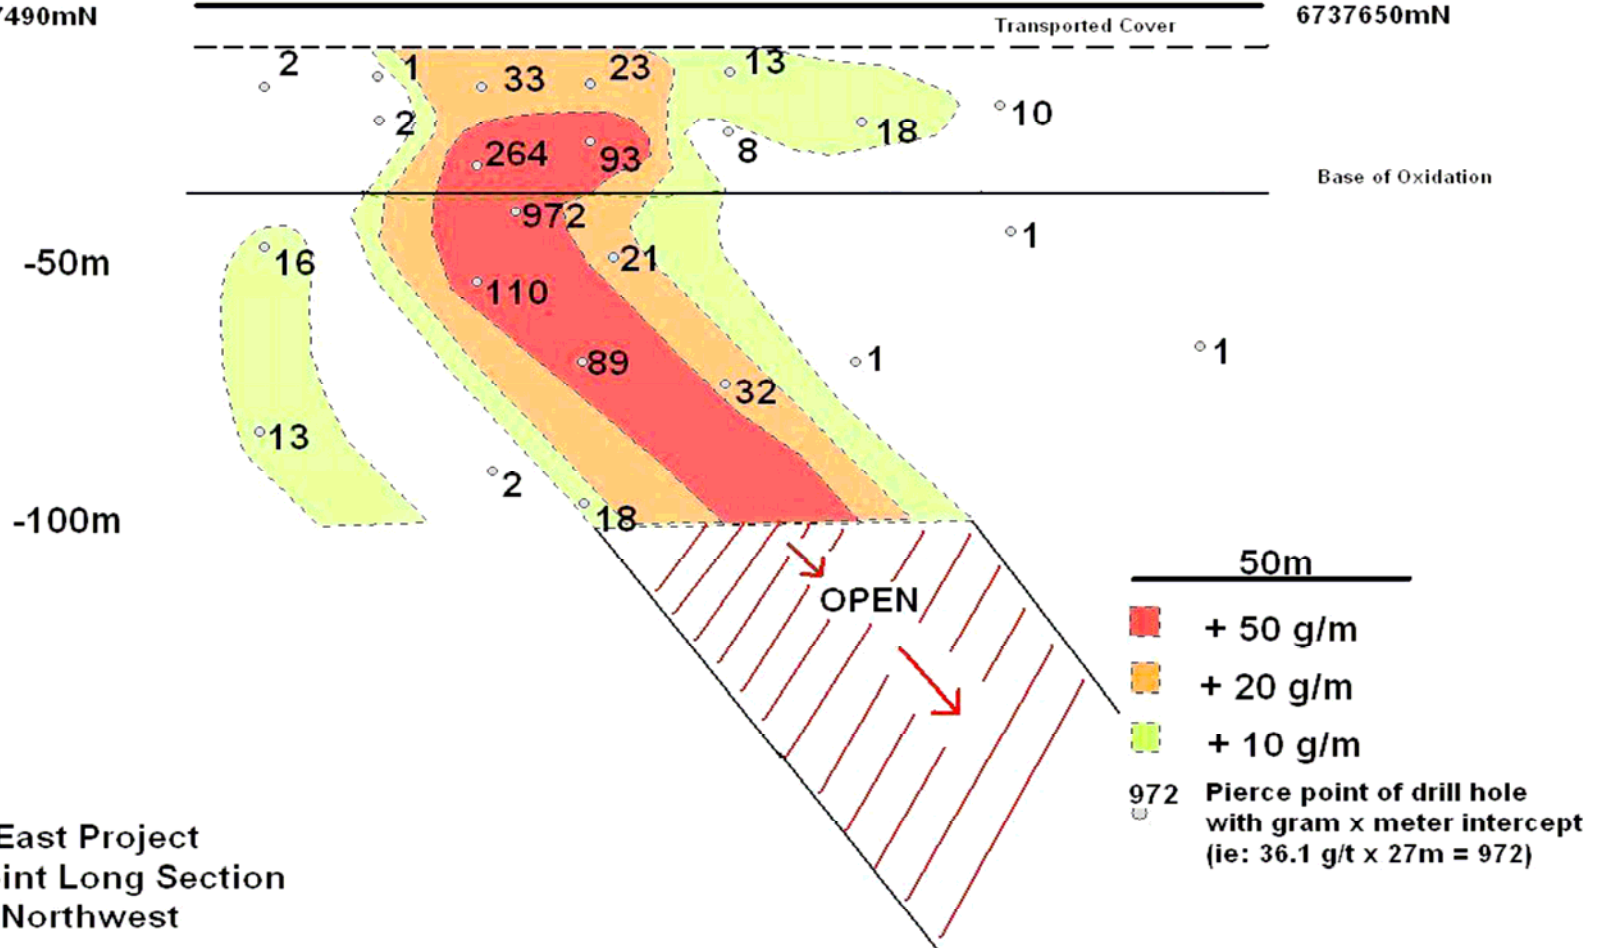 7490mN
6737650mN
Transported Cover
2
1
33
23
13
2
10
18
8
264
93
Base of Oxidation
972
1
-50m
16
21
110
1
1
89
32
13
2
-100m
18
50m
OPEN
+ 50 g/m
+ 20 g/m
+ 10 g/m
972 Pierce point of drill hole
with gram x meter intercept
(ie: 36.1 g/t x 27m = 972)
East Project
int Long Section
Northwest